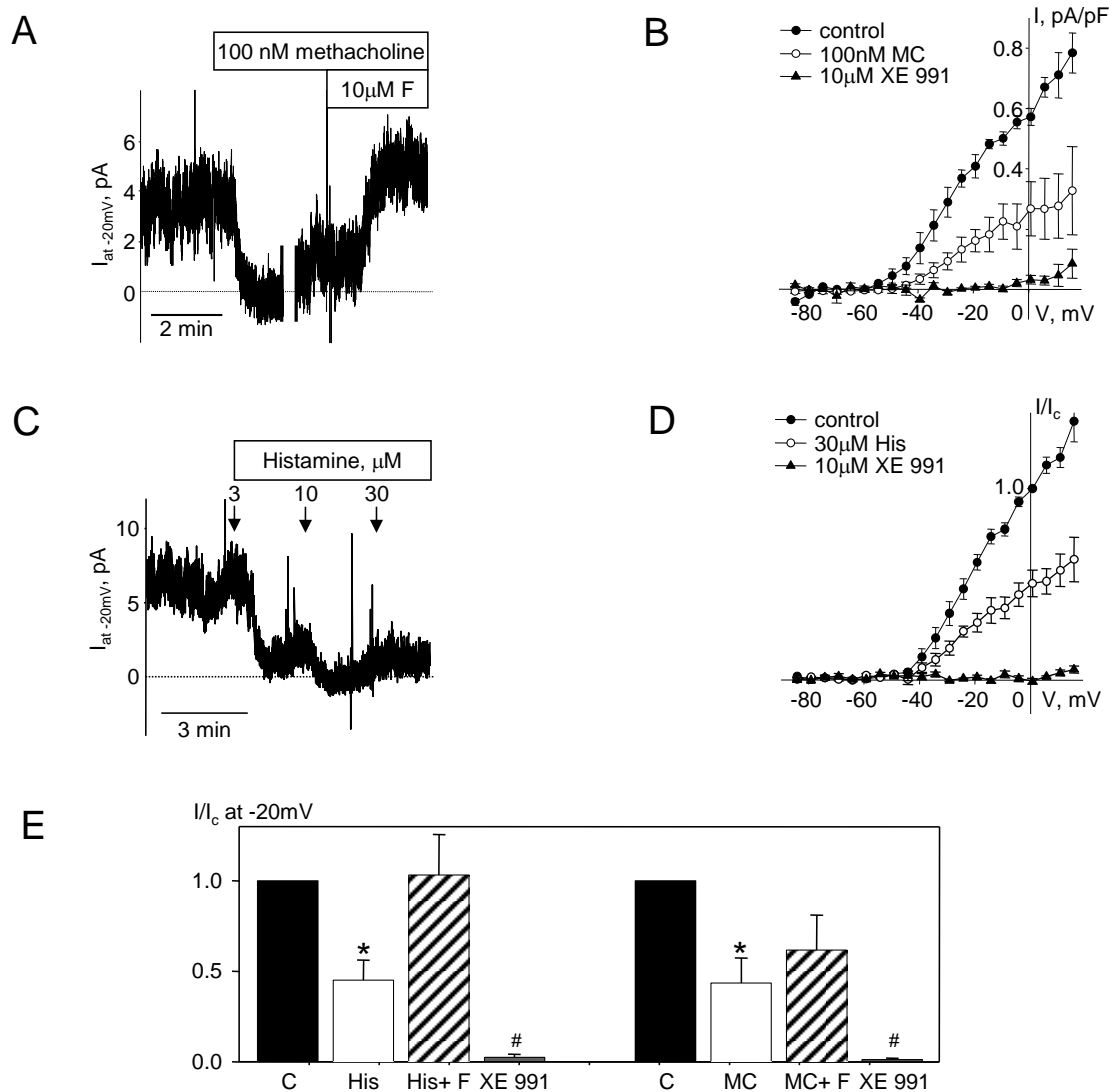 A
100 nM methacholine
10μM F
6
4
2
0
I at -20mV, pA
2 min
B
control
100nM MC
10μM XE 991
I, pA/pF
0.8
0.4
-80 -60 -40 -20 0 V, mV
C
Histamine, μM
3 10 30
10
5
0
I at -20mV, pA
3 min
D
control
30μM His
10μM XE 991
I/Ic
1.0
-80 -60 -40 -20 0 V, mV
E
I/Ic at -20mV
1.0
0.5
0.0
* # * #
C His His+ F XE 991 C MC MC+ F XE 991